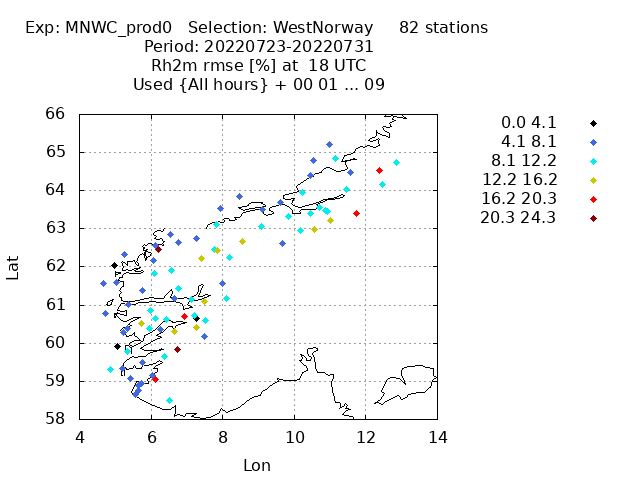 Exp: MNWC_prod0 Selection: WestNorway 82 stations
Period: 20220723-20220731
Rh2m rmse [%] at 18 UTC
Used {All hours} + 00 01 ... 09
66
65
64
63
62
61
60
59
58
4 6 8 10 12 14
Lat
Lon
0.0 4.1
4.1 8.1
8.1 12.2
12.2 16.2
16.2 20.3
20.3 24.3